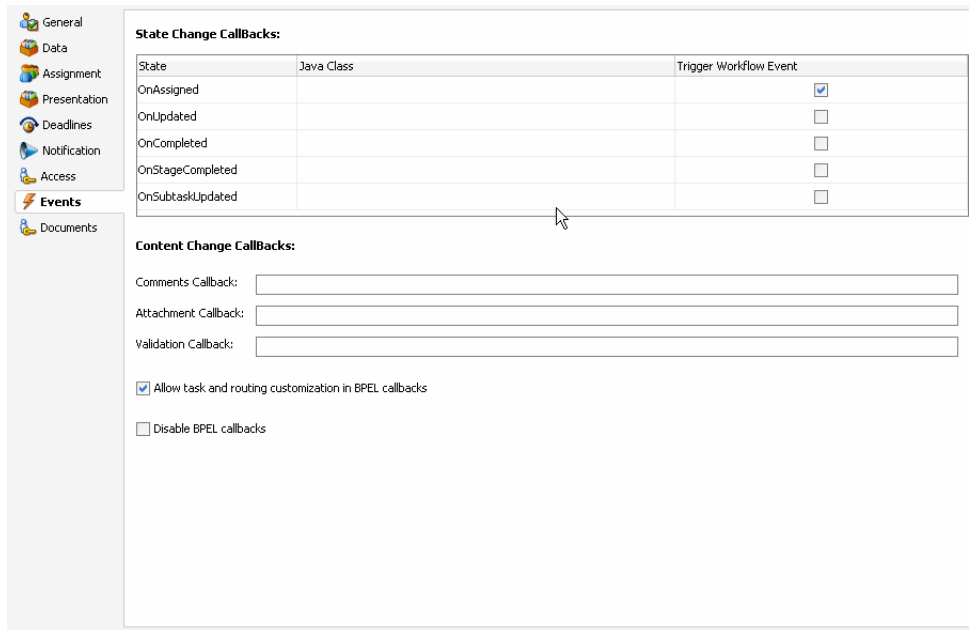 General
Data
Assignment
Presentation
Deadlines
Notification
Access
Events
Documents
State Change CallBacks:
State Java Class Trigger Workflow Event
OnAssigned
OnUpdated
OnCompleted
OnStageCompleted
OnSubtaskUpdated
Content Change CallBacks:
Comments Callback:
Attachment Callback:
Validation Callback:
Allow task and routing customization in BPEL callbacks
Disable BPEL callbacks